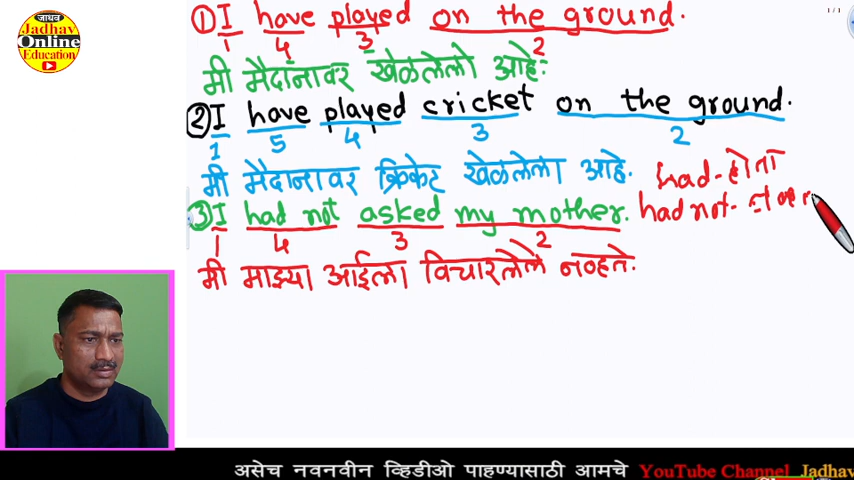 जाधव
Jadhav
Online
Education
1/1
① I have played on the ground.
1 4 3 2
मी मैदानावर खेळलेलो आहे.
② I have played cricket on the ground.
1 5 4 3 2
मी मैदानावर क्रिकेट खेळलेला आहे.
had - होता
③ I had not asked my mother.
had not -
1 4 3 2
मी माझ्या आईला विचारलेले नव्हते.
असेच नवनवीन व्हिडीओ पाहण्यासाठी आमचे YouTube Channel Jadhav